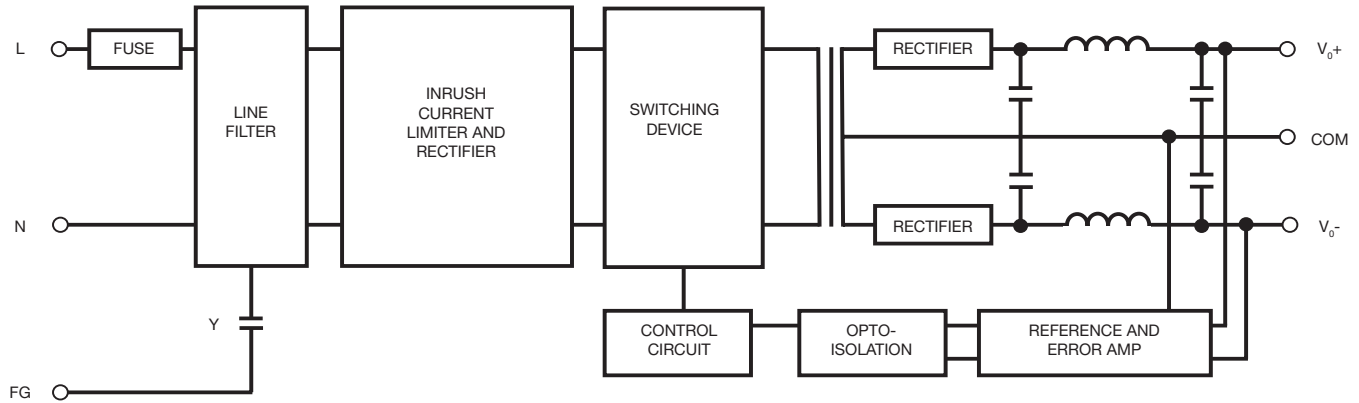 L
FUSE
LINE
FILTER
INRUSH
CURRENT
LIMITER AND
RECTIFIER
SWITCHING
DEVICE
RECTIFIER
V₀+
COM
N
RECTIFIER
V₀-
Y
CONTROL
CIRCUIT
OPTO-
ISOLATION
REFERENCE AND
ERROR AMP
FG